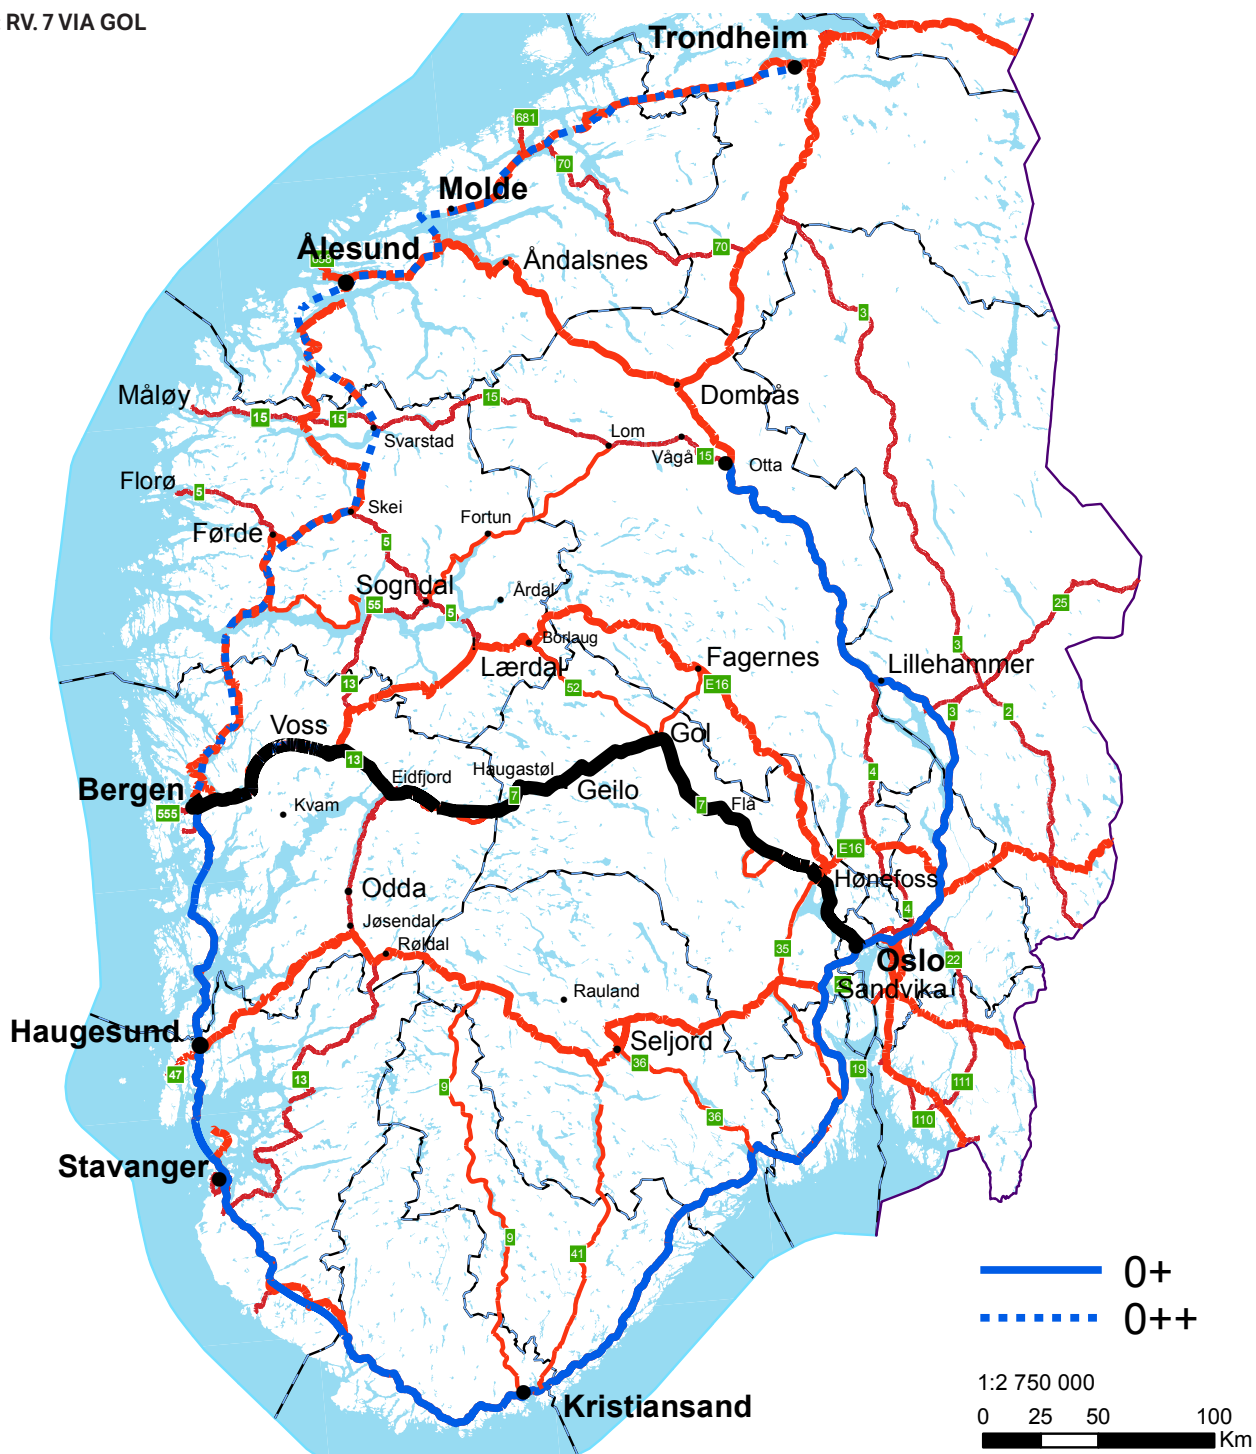 RV. 7 VIA GOL
Trondheim
681
70
Molde
Ålesund
Åndalsnes
70
3
Måløy
15
15
15
Dombås
Svarstad
Lom
Vågå
15
Otta
Florø
5
Skei
Fortun
Førde
5
Sogndal
55
5
Årdal
25
3
Borlaug
Lærdal
52
Fagernes
E16
Lillehammer
13
3
2
Voss
Gol
13
Haugastøl
4
Bergen
Eidfjord
7
Geilo
7
Flå
555
Kvam
E16
Hønefoss
Odda
4
Jøsendal
Røldal
35
22
Oslo
Sandvika
Rauland
Haugesund
Seljord
47
13
9
36
19
111
36
110
Stavanger
9
41
0+
0++
1:2 750 000
Kristiansand
0 25 50 100
Km